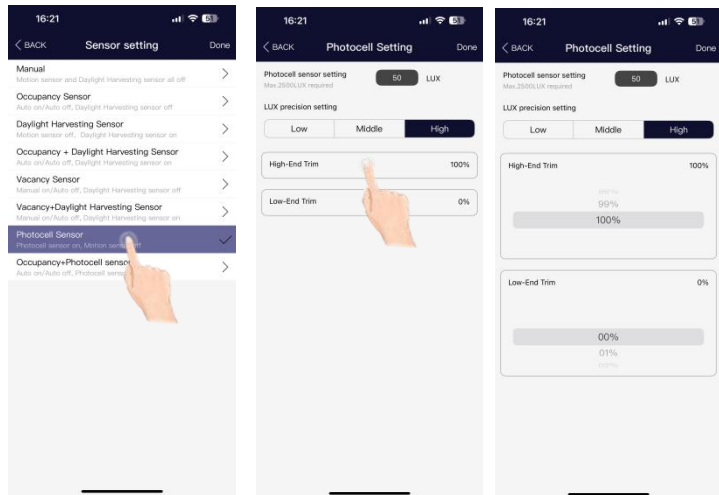 16:21
51
BACK
Sensor setting
Done
Manual
Motion sensor and Daylight Harvesting sensor all off
Occupancy Sensor
Auto on/Auto off, Daylight Harvesting sensor off
Daylight Harvesting Sensor
Motion sensor off, Daylight Harvesting sensor on
Occupancy + Daylight Harvesting Sensor
Auto on/Auto off, Daylight Harvesting sensor on
Vacancy Sensor
Manual on/Auto off, Daylight Harvesting sensor off
Vacancy+Daylight Harvesting Sensor
Manual on/Auto off, Daylight Harvesting sensor on
Photocell Sensor
Photocell sensor on, Motion
Occupancy+Photocell sensor
Auto on/Auto off, Photocell
16:21
51
BACK
Photocell Setting
Done
Photocell sensor setting
50 LUX
Max.2500LUX required
LUX precision setting
Low Middle High
High-End Trim 100%
Low-End Trim 0%
16:21
51
BACK
Photocell Setting
Done
Photocell sensor setting
50 LUX
Max.2500LUX required
LUX precision setting
Low Middle High
High-End Trim 100%
99%
100%
Low-End Trim 0%
00%
01%